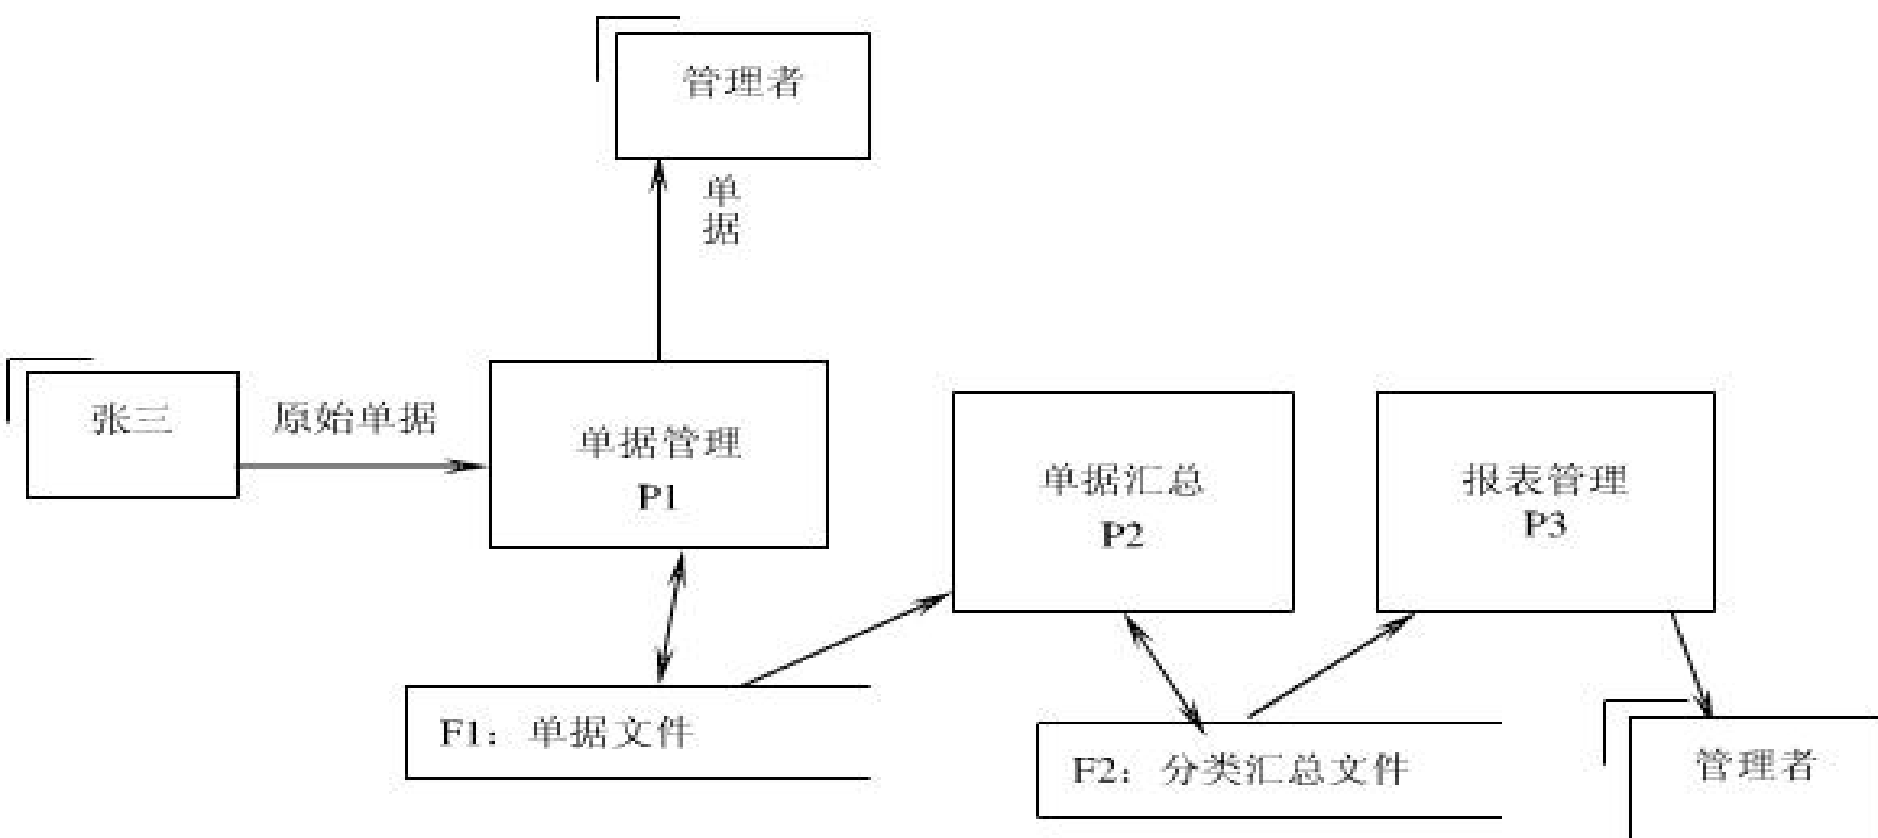 管理者
单
据
张三
原始单据
单据管理
P1
单据汇总
P2
报表管理
P3
F1：单据文件
F2：分类汇总文件
管理者